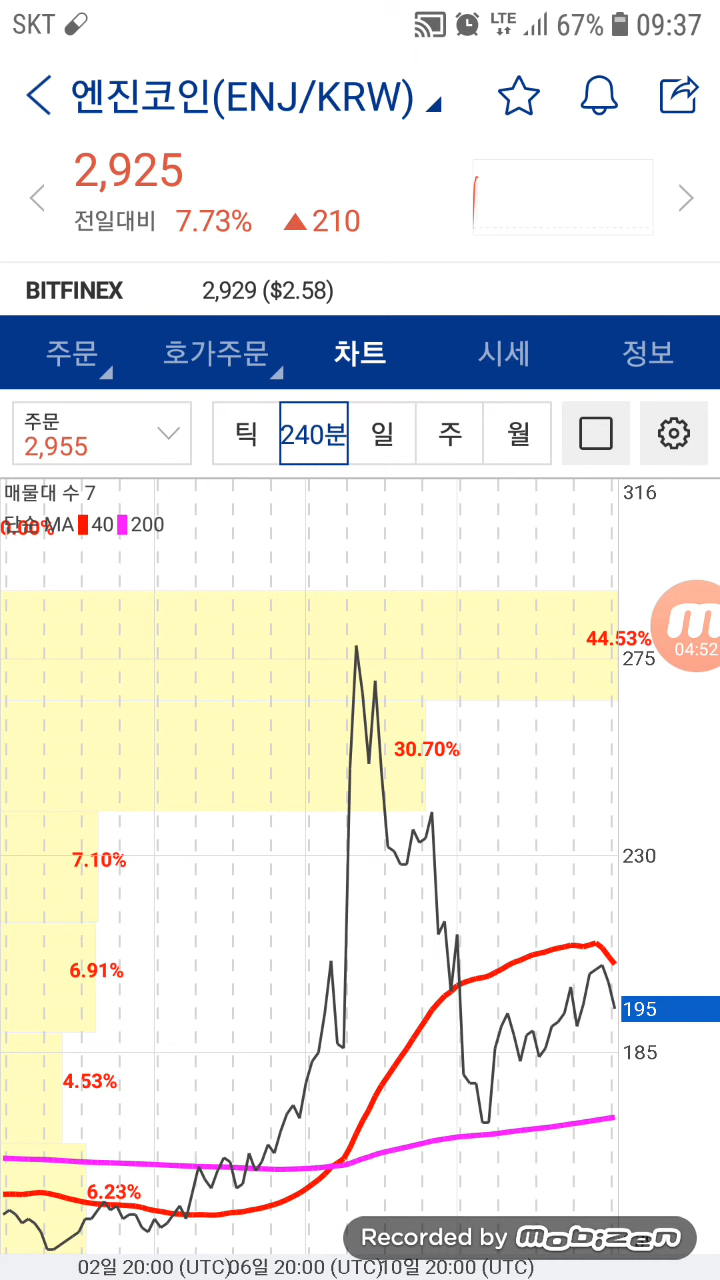 SKT LTE 67% 09:37
엔진코인(ENJ/KRW)
2,925
전일대비 7.73% ▲210
BITFINEX 2,929 ($2.58)
주문 호가주문 차트 시세 정보
주문
2,955
틱 240분 일 주 월
매물대 수 7
316
0.00%
단순 MA 40 200
m
04:52
44.53%
275
30.70%
7.10%
230
6.91%
195
185
4.53%
6.23%
Recorded by mobizen
02일 20:00 (UTC) 06일 20:00 (UTC) 10일 20:00 (UTC)